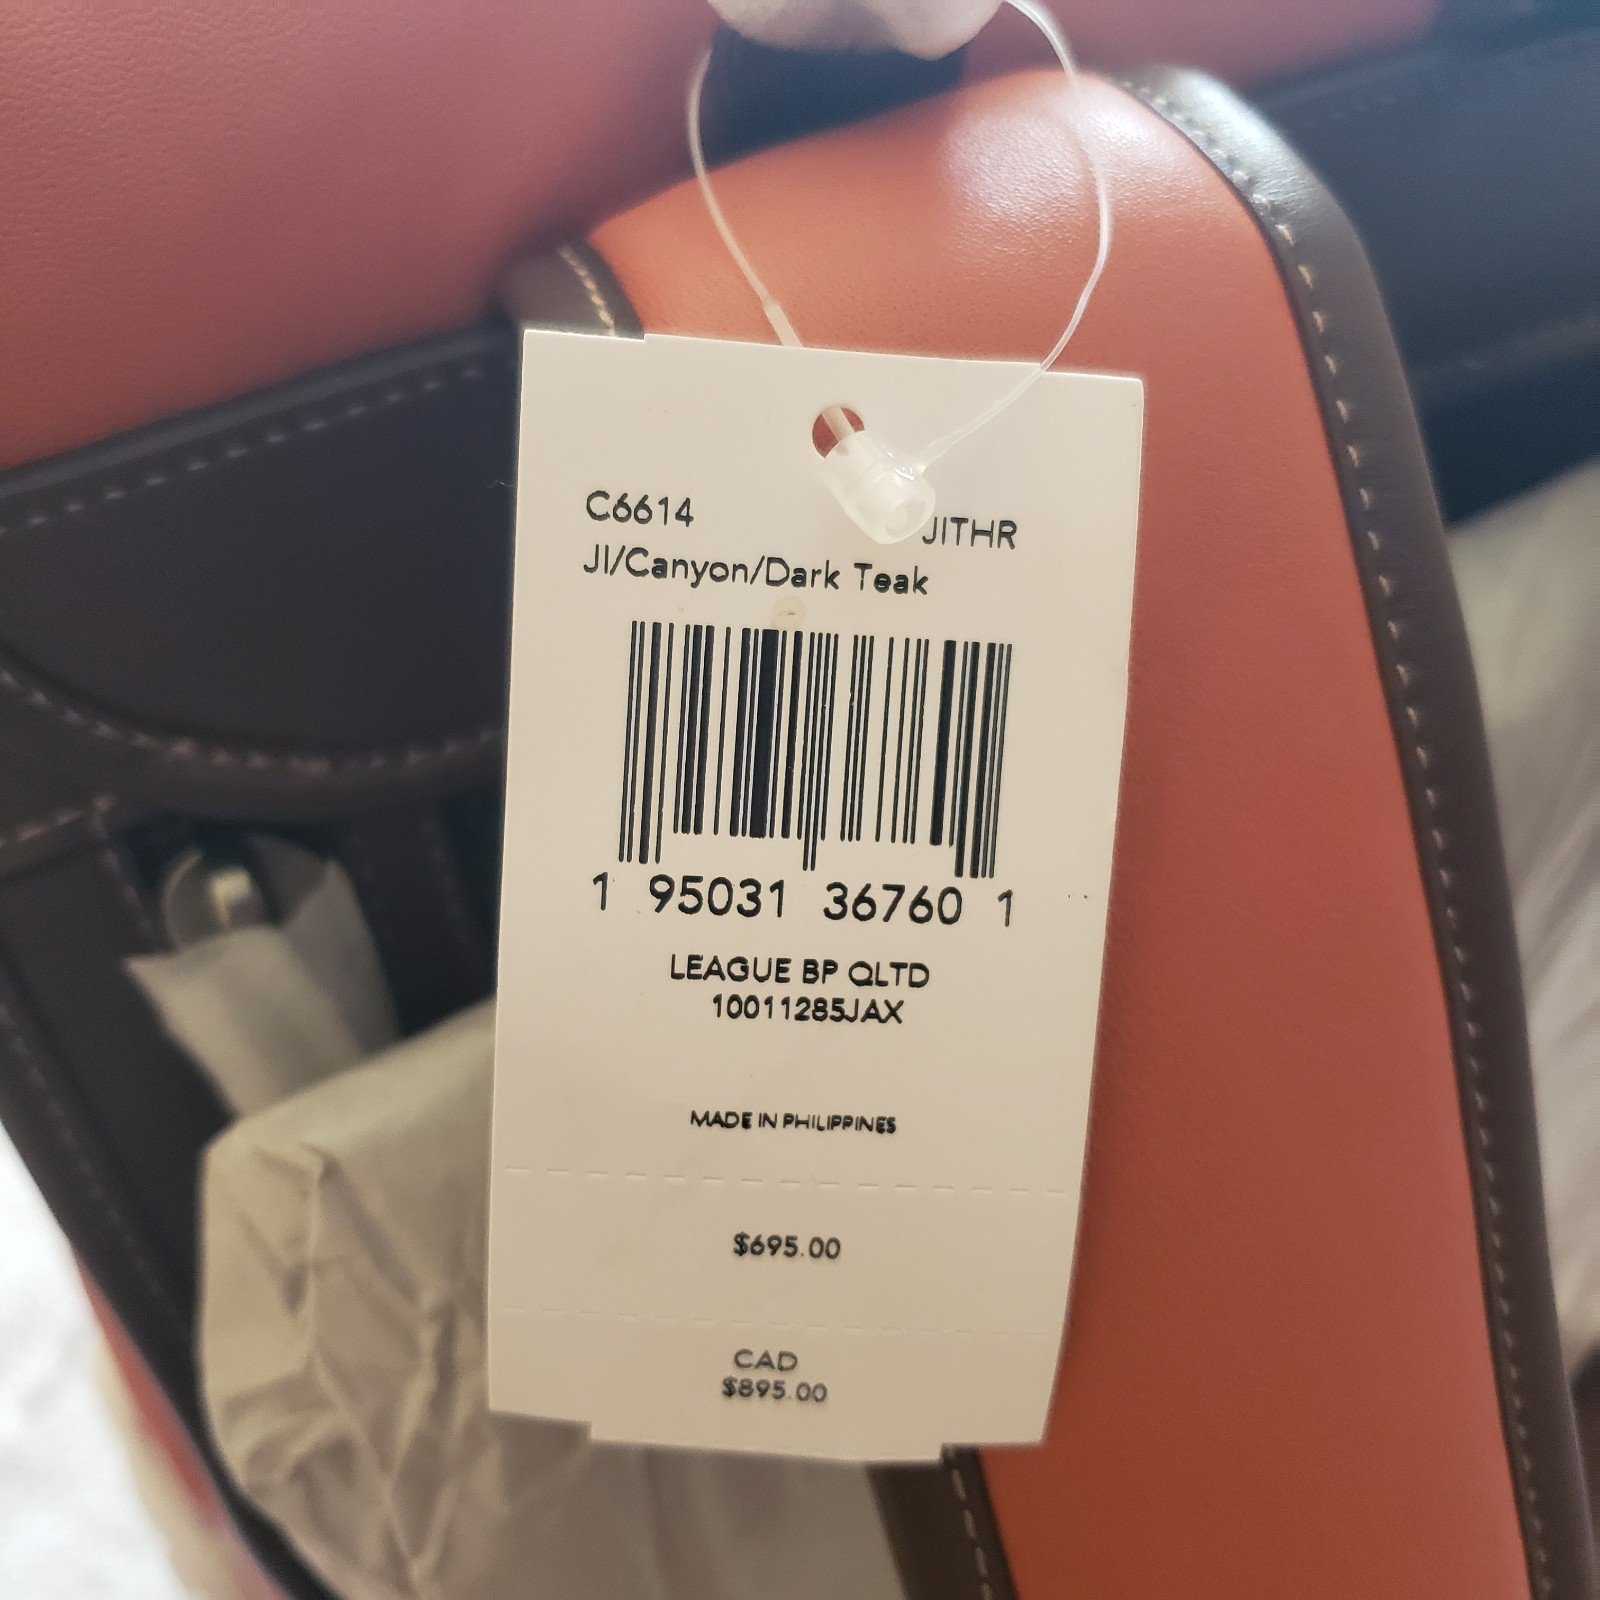 C6614 JITHR
JI/Canyon/Dark Teak
1 95031 36760 1
LEAGUE BP QLTD
10011285JAX
MADE IN PHILIPPINES
$695.00
CAD
$895.00